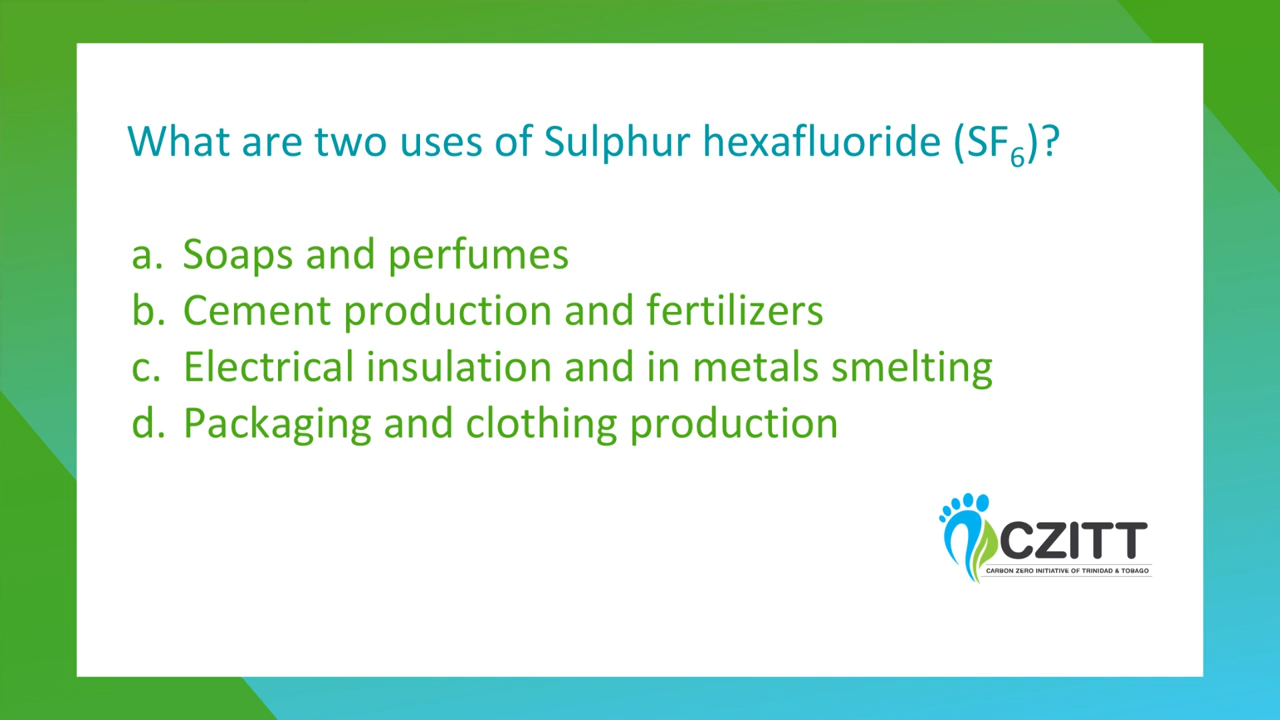 What are two uses of Sulphur hexafluoride (SF₆)?
a. Soaps and perfumes
b. Cement production and fertilizers
c. Electrical insulation and in metals smelting
d. Packaging and clothing production
CZITT
CARBON ZERO INITIATIVE OF TRINIDAD & TOBAGO